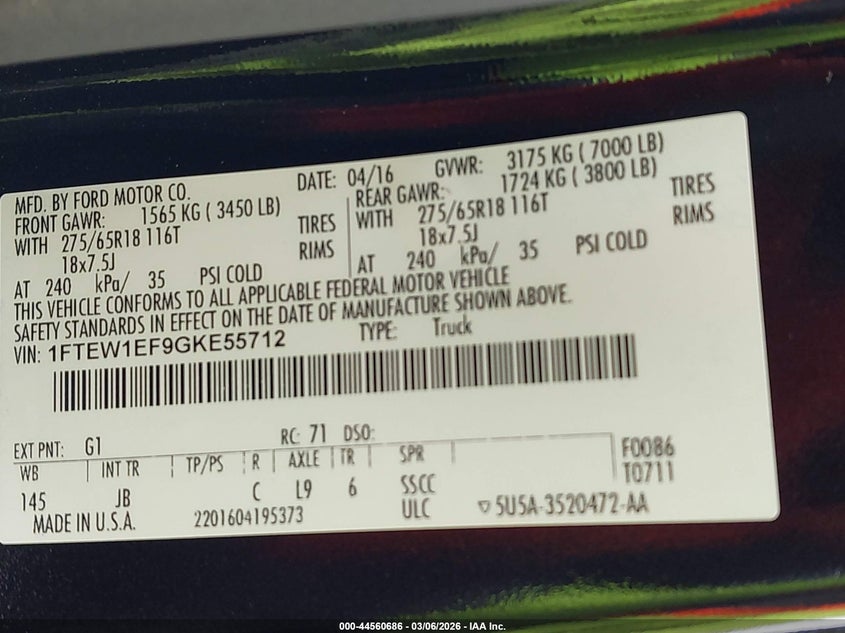 MFD. BY FORD MOTOR CO.
DATE: 04/16 GVWR: 3175 KG ( 7000 LB)
FRONT GAWR: 1565 KG ( 3450 LB)
WITH 275/65R18 116T TIRES
18x7.5J RIMS
AT 240 kPa/ 35 PSI COLD
REAR GAWR: 1724 KG ( 3800 LB)
WITH 275/65R18 116T TIRES
18x7.5J RIMS
AT 240 kPa/ 35 PSI COLD
THIS VEHICLE CONFORMS TO ALL APPLICABLE FEDERAL MOTOR VEHICLE
SAFETY STANDARDS IN EFFECT ON THE DATE OF MANUFACTURE SHOWN ABOVE.
VIN: 1FTEW1EF9GKE55712 TYPE: Truck
EXT PNT: G1 RC: 71 DSO:
WB INT TR TP/PS R AXLE TR SPR F0086
T0711
145 JB C L9 6 SSCC
MADE IN U.S.A. 2201604195373 ULC ▽5U5A-3520472-AA
000-44560686 - 03/06/2026 - IAA Inc.